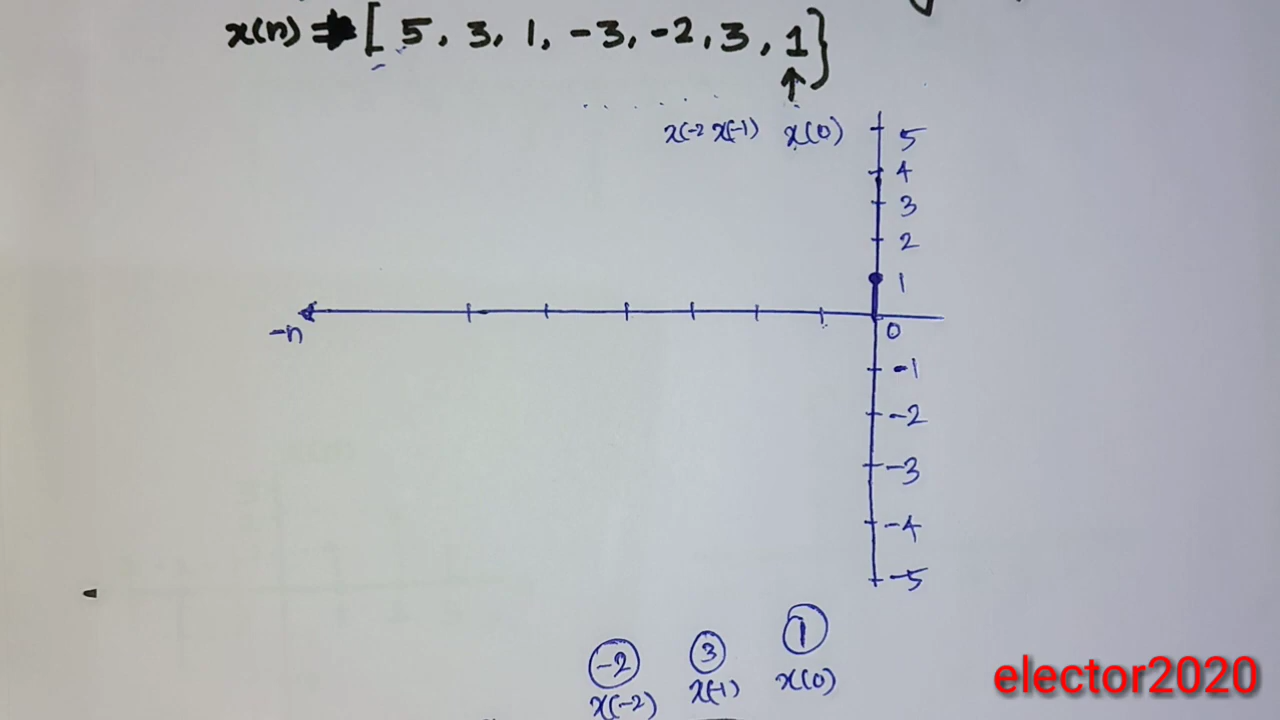 x(n) = [ 5, 3, 1, -3, -2, 3, 1}
x(-2 x(-1) x(0)
5
4
3
2
1
-n
0
-1
-2
-3
-4
-5
-2 3 1
x(-2) x(-1) x(0)
elector2020